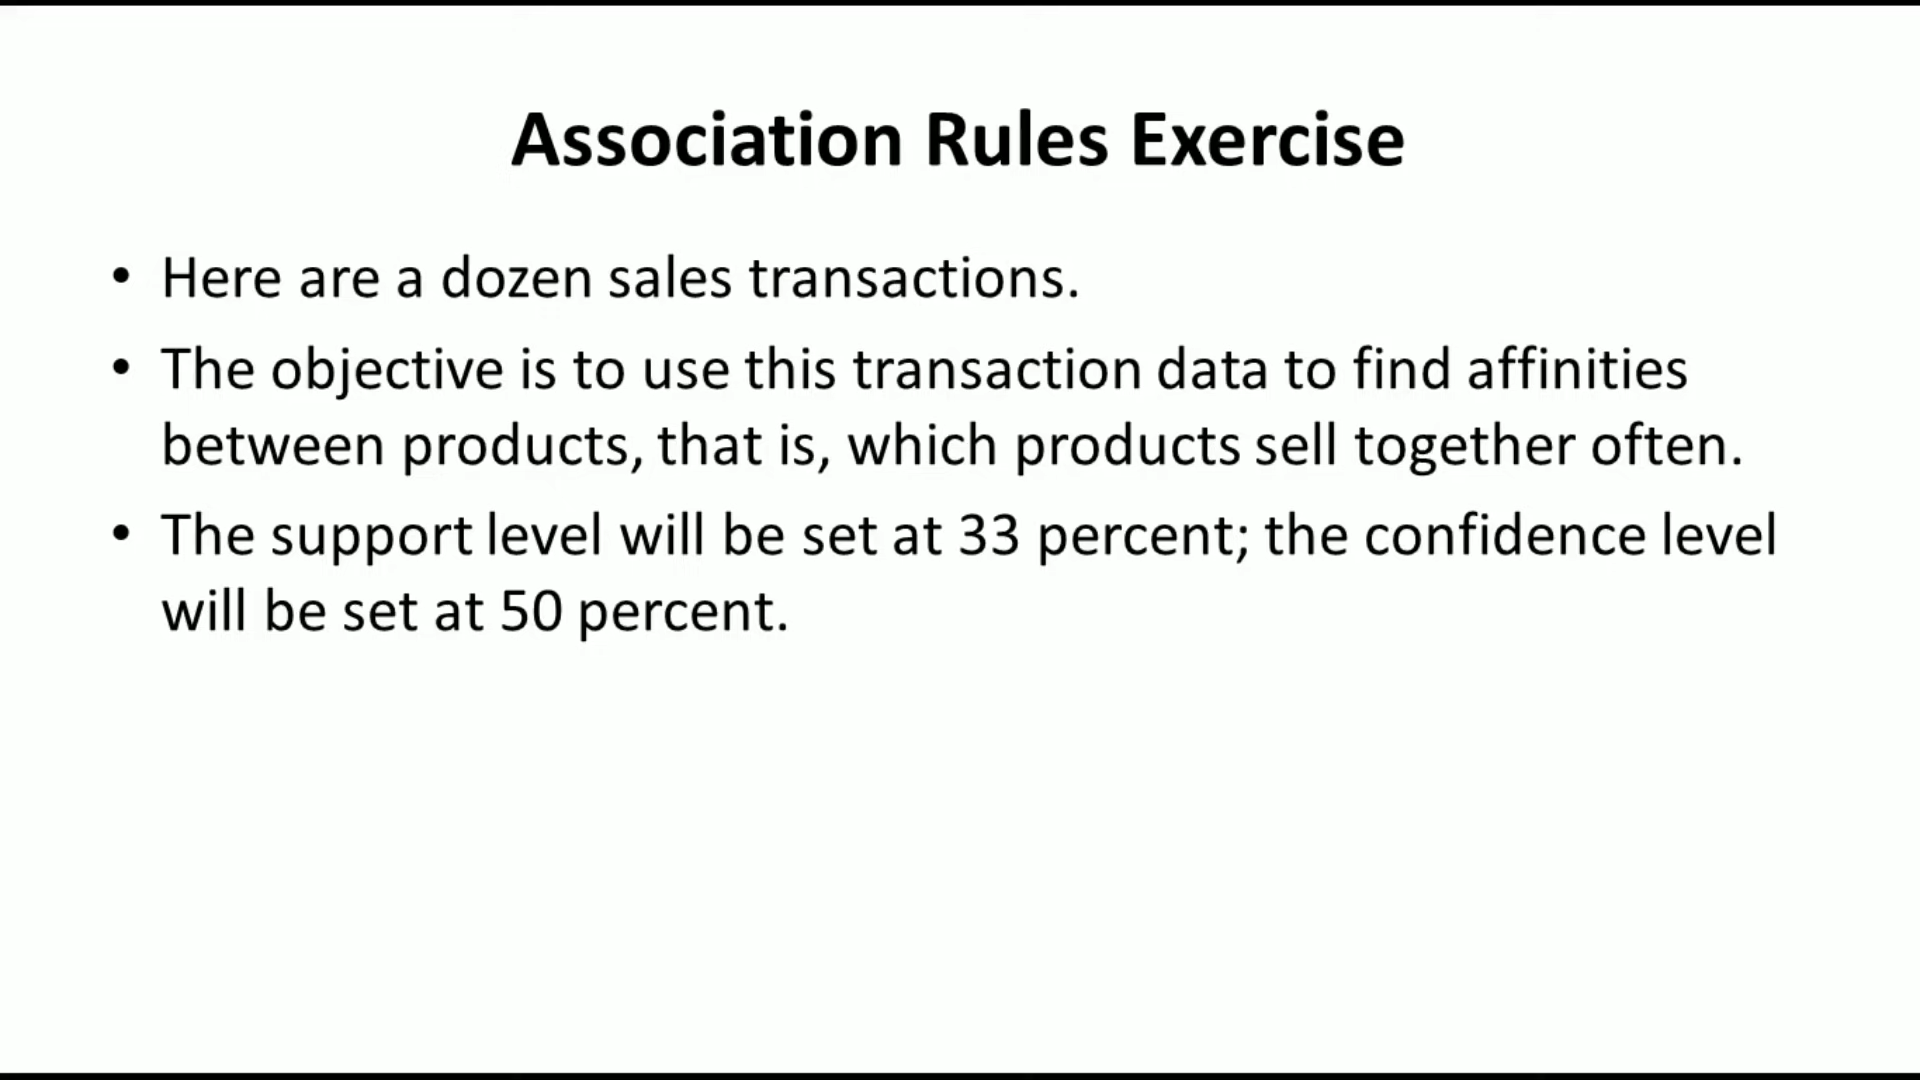 Association Rules Exercise
• Here are a dozen sales transactions.
• The objective is to use this transaction data to find affinities
between products, that is, which products sell together often.
• The support level will be set at 33 percent; the confidence level
will be set at 50 percent.